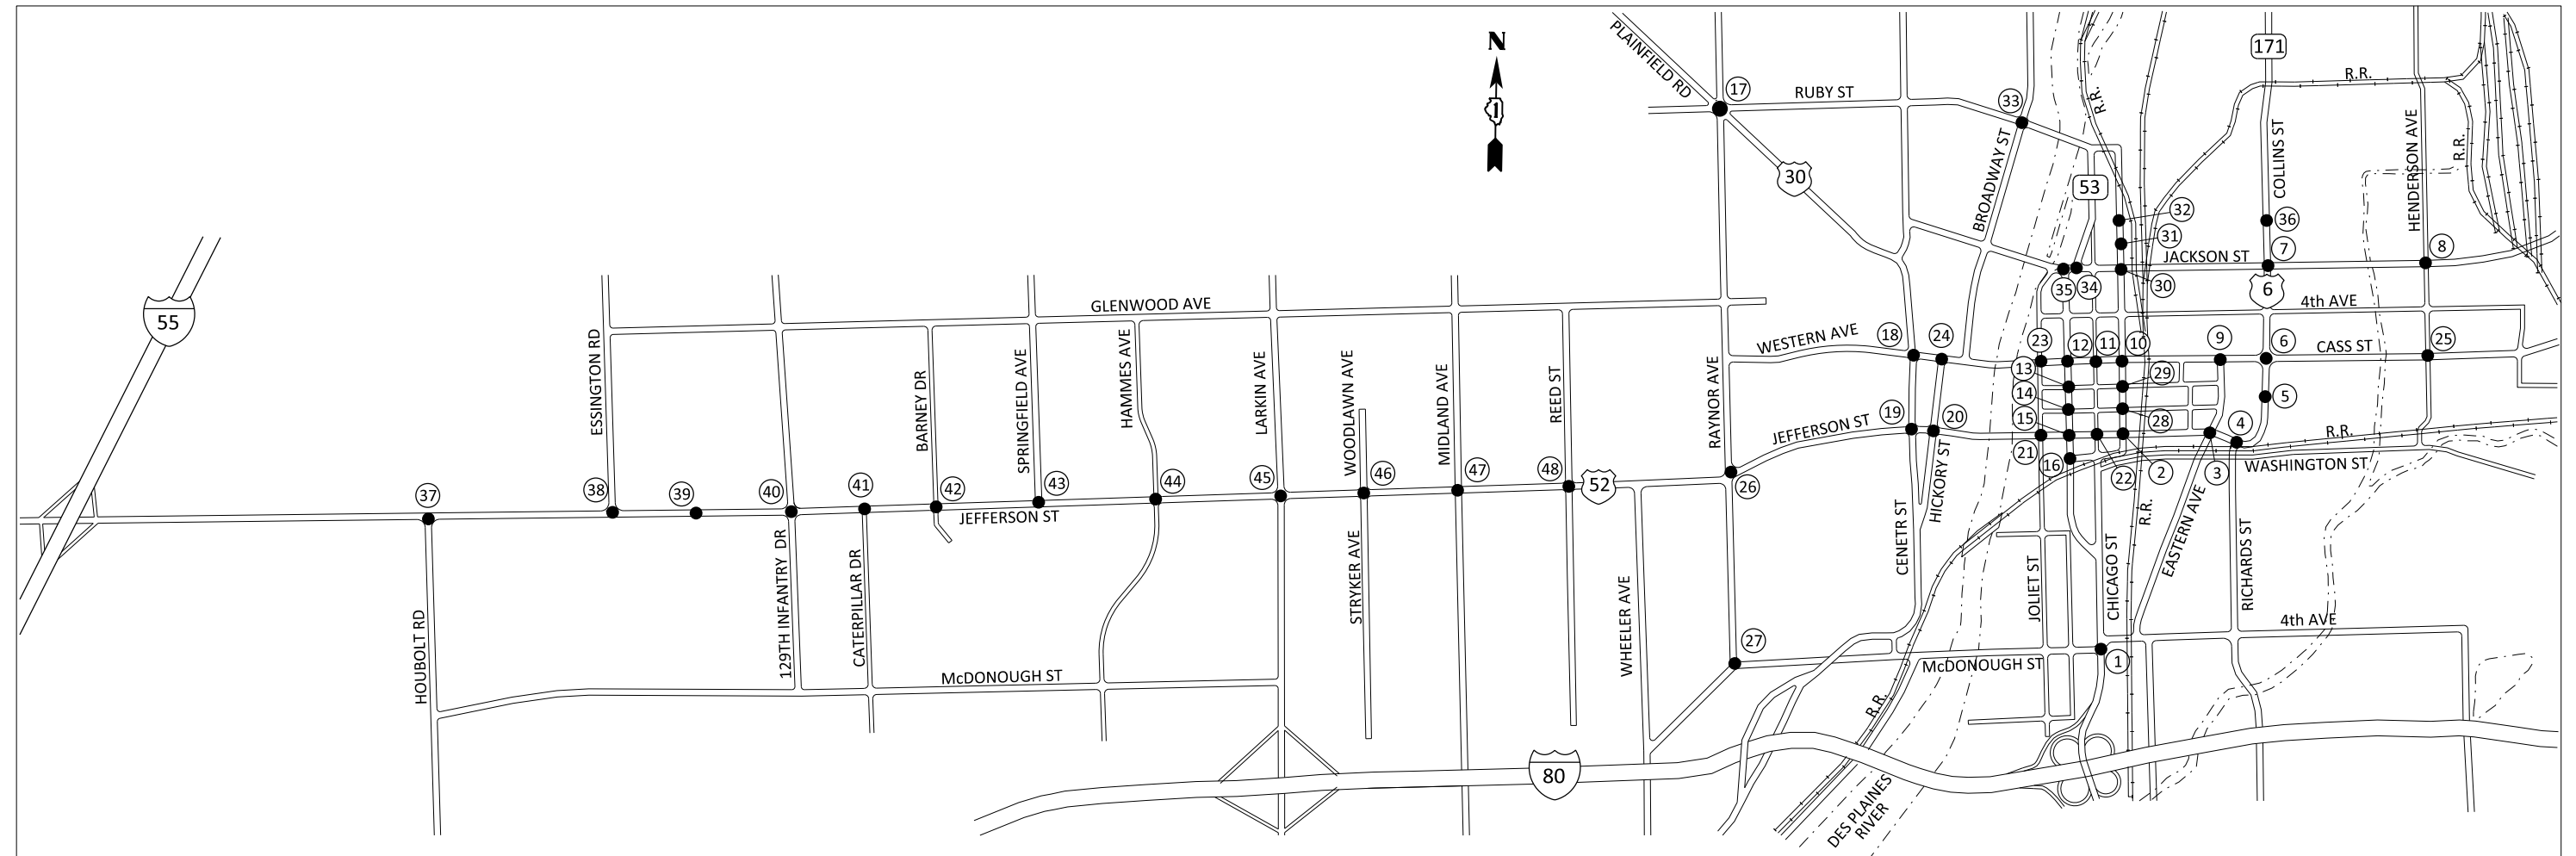 N
1
PLAINFIELD RD
17
RUBY ST
33
BROADWAY ST
R.R.
171
R.R.
R.R.
30
53
COLLINS ST
HENDERSON AVE
32
36
31
7
8
JACKSON ST
35
34
30
6
4th AVE
55
GLENWOOD AVE
ESSINGTON RD
BARNEY DR
SPRINGFIELD AVE
HAMMES AVE
LARKIN AVE
WOODLAWN AVE
MIDLAND AVE
REED ST
RAYNOR AVE
WESTERN AVE
18
24
23
12
11
10
9
6
CASS ST
25
13
29
14
5
15
28
19
20
JEFFERSON ST
4
R.R.
21
16
22
2
3
WASHINGTON ST
37
38
39
40
41
42
43
44
45
46
47
48
52
26
JEFFERSON ST
HOUBOLT RD
129TH INFANTRY DR
CATERPILLAR DR
STRYKER AVE
WHEELER AVE
CENETR ST
HICKORY ST
JOLIET ST
CHICAGO ST
R.R.
EASTERN AVE
RICHARDS ST
4th AVE
27
McDONOUGH ST
McDONOUGH ST
1
R.R.
80
DES PLAINES
RIVER